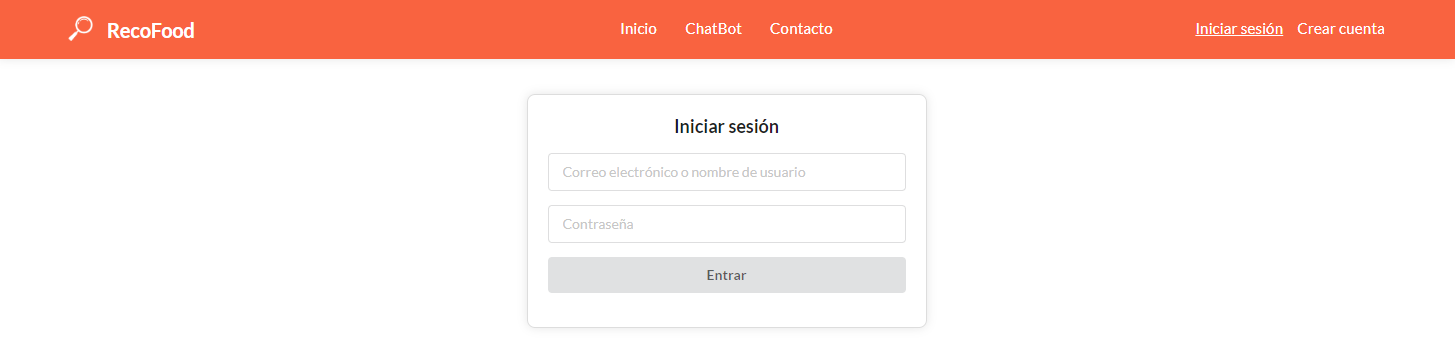 RecoFood Inicio ChatBot Contacto Iniciar sesión Crear cuenta
Iniciar sesión
Correo electrónico o nombre de usuario
Contraseña
Entrar